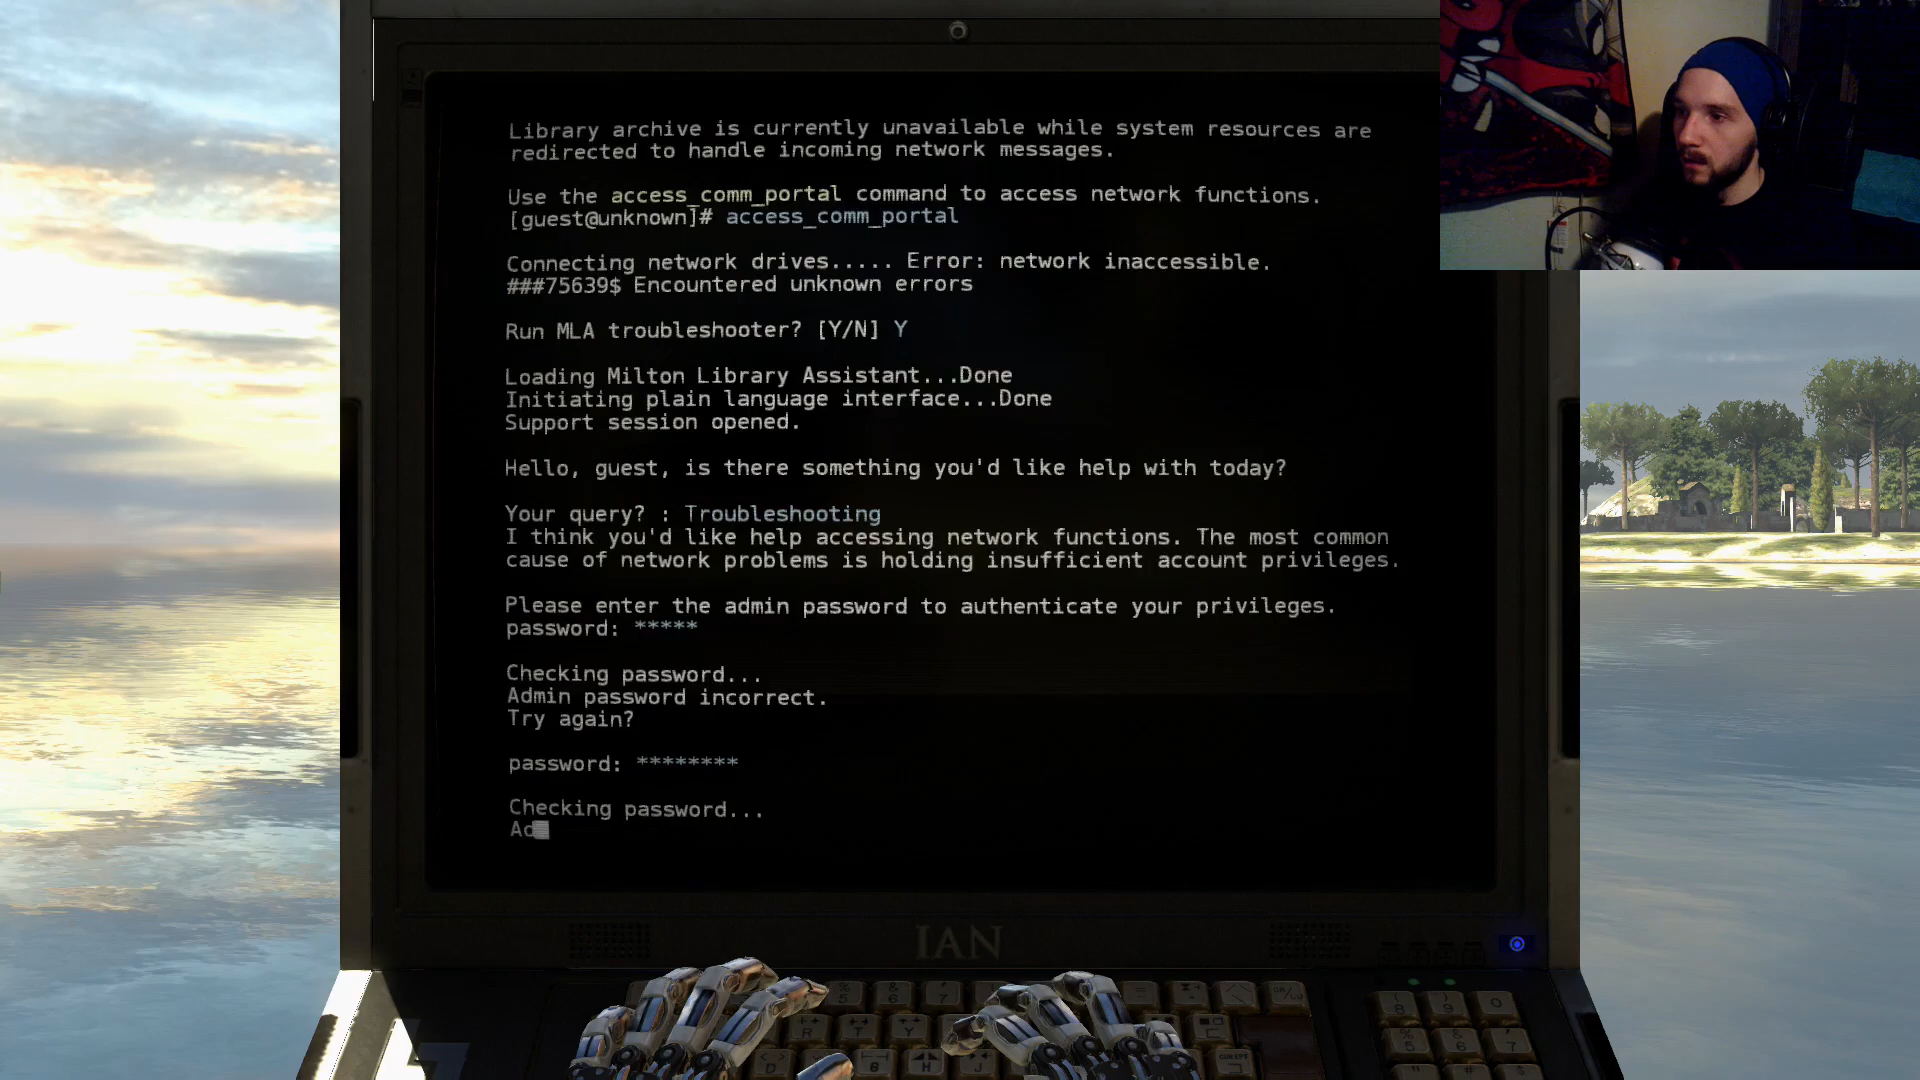 Library archive is currently unavailable while system resources are
redirected to handle incoming network messages.
Use the access_comm_portal command to access network functions.
[guest@unknown]# access_comm_portal
Connecting network drives..... Error: network inaccessible.
###75639$ Encountered unknown errors
Run MLA troubleshooter? [Y/N] Y
Loading Milton Library Assistant...Done
Initiating plain language interface...Done
Support session opened.
Hello, guest, is there something you'd like help with today?
Your query? : Troubleshooting
I think you'd like help accessing network functions. The most common
cause of network problems is holding insufficient account privileges.
Please enter the admin password to authenticate your privileges.
password: *****
Checking password...
Admin password incorrect.
Try again?
password: ********
Checking password...
Ad
IAN